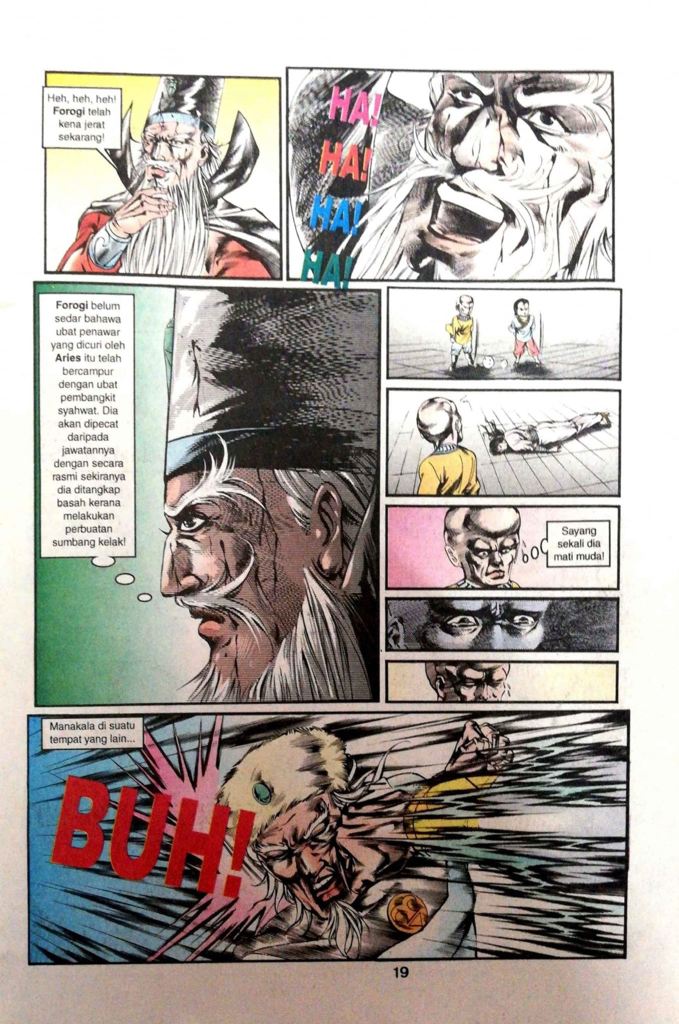 Heh, heh, heh!
Forogi telah
kena jerat
sekarang!
HA!
HA!
HA!
HA!
Forogi belum
sedar bahawa
ubat penawar
yang dicuri oleh
Aries itu telah
bercampur
dengan ubat
pembangkit
syahwat. Dia
akan dipecat
daripada
jawatannya
dengan secara
rasmi sekiranya
dia ditangkap
basah kerana
melakukan
perbuatan
sumbang kelak!
Sayang
sekali dia
mati muda!
Manakala di suatu
tempat yang lain...
BUH!
19